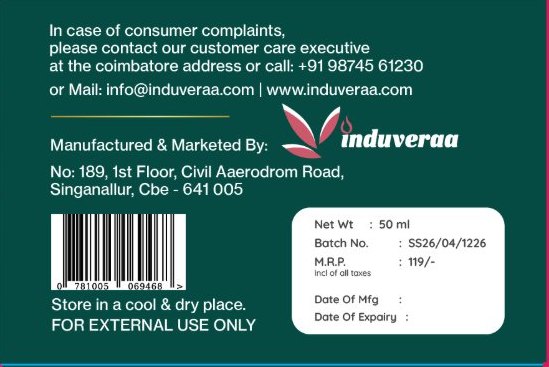 In case of consumer complaints,
please contact our customer care executive
at the coimbatore address or call: +91 98745 61230
or Mail: info@induveraa.com | www.induveraa.com
Manufactured & Marketed By:
induveraa
No: 189, 1st Floor, Civil Aaerodrom Road,
Singanallur, Cbe - 641 005
0 781005 069468 >
Store in a cool & dry place.
FOR EXTERNAL USE ONLY
Net Wt : 50 ml
Batch No. : SS26/04/1226
M.R.P. : 119/-
Incl of all taxes
Date Of Mfg :
Date Of Expairy :